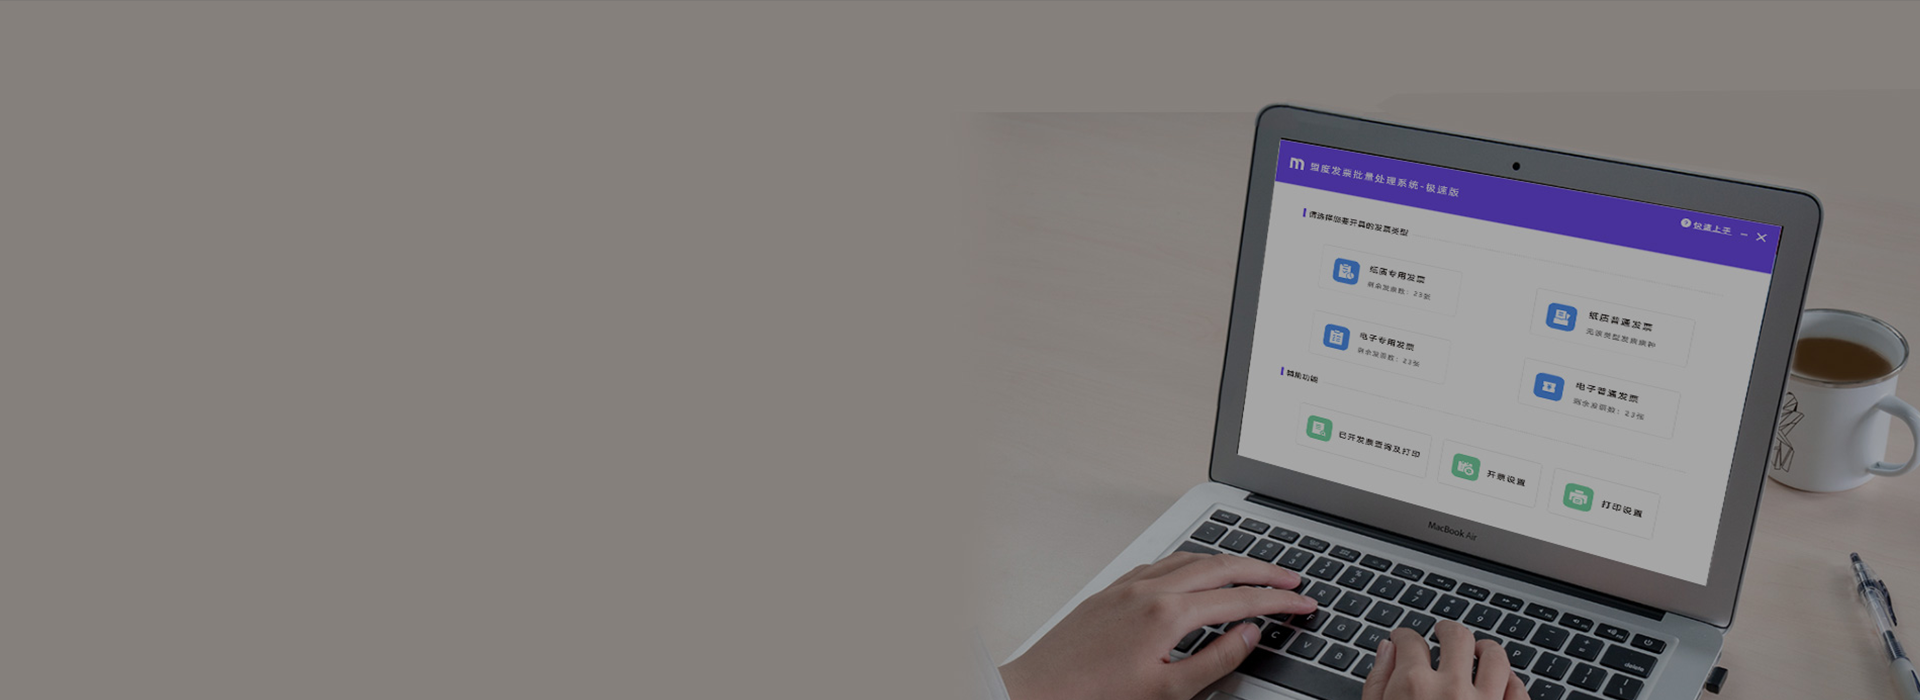 m 盟度发票批量处理系统-极速版
快速上手
请选择您要开具的发票类型
纸质专用发票
剩余发票数：23张
纸质普通发票
无该类型发票票种
电子专用发票
剩余发票数：23张
电子普通发票
剩余发票数：23张
其他功能
已开发票查询及打印
开票设置
打印设置
MacBook Air
delete